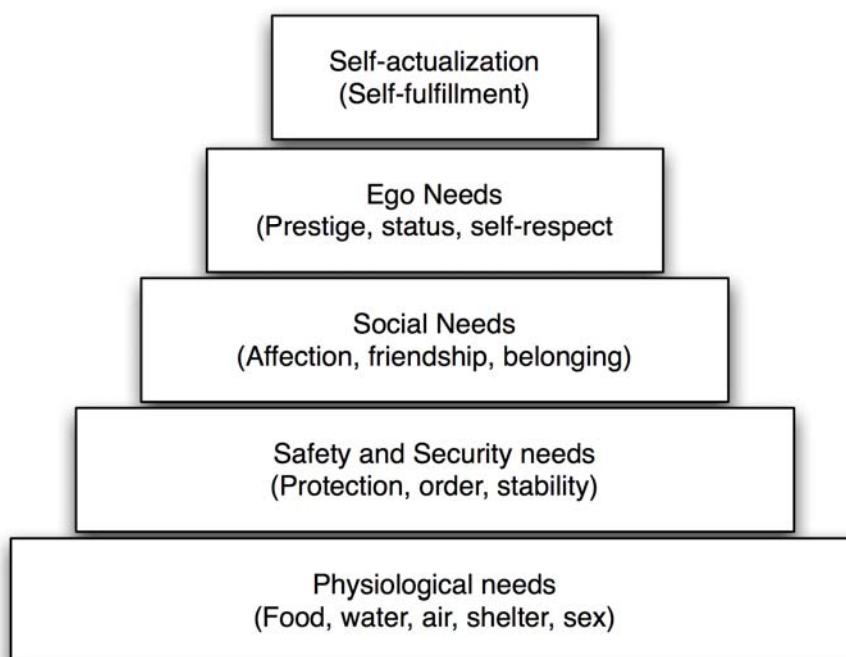 Self-actualization
(Self-fulfillment)
Ego Needs
(Prestige, status, self-respect
Social Needs
(Affection, friendship, belonging)
Safety and Security needs
(Protection, order, stability)
Physiological needs
(Food, water, air, shelter, sex)